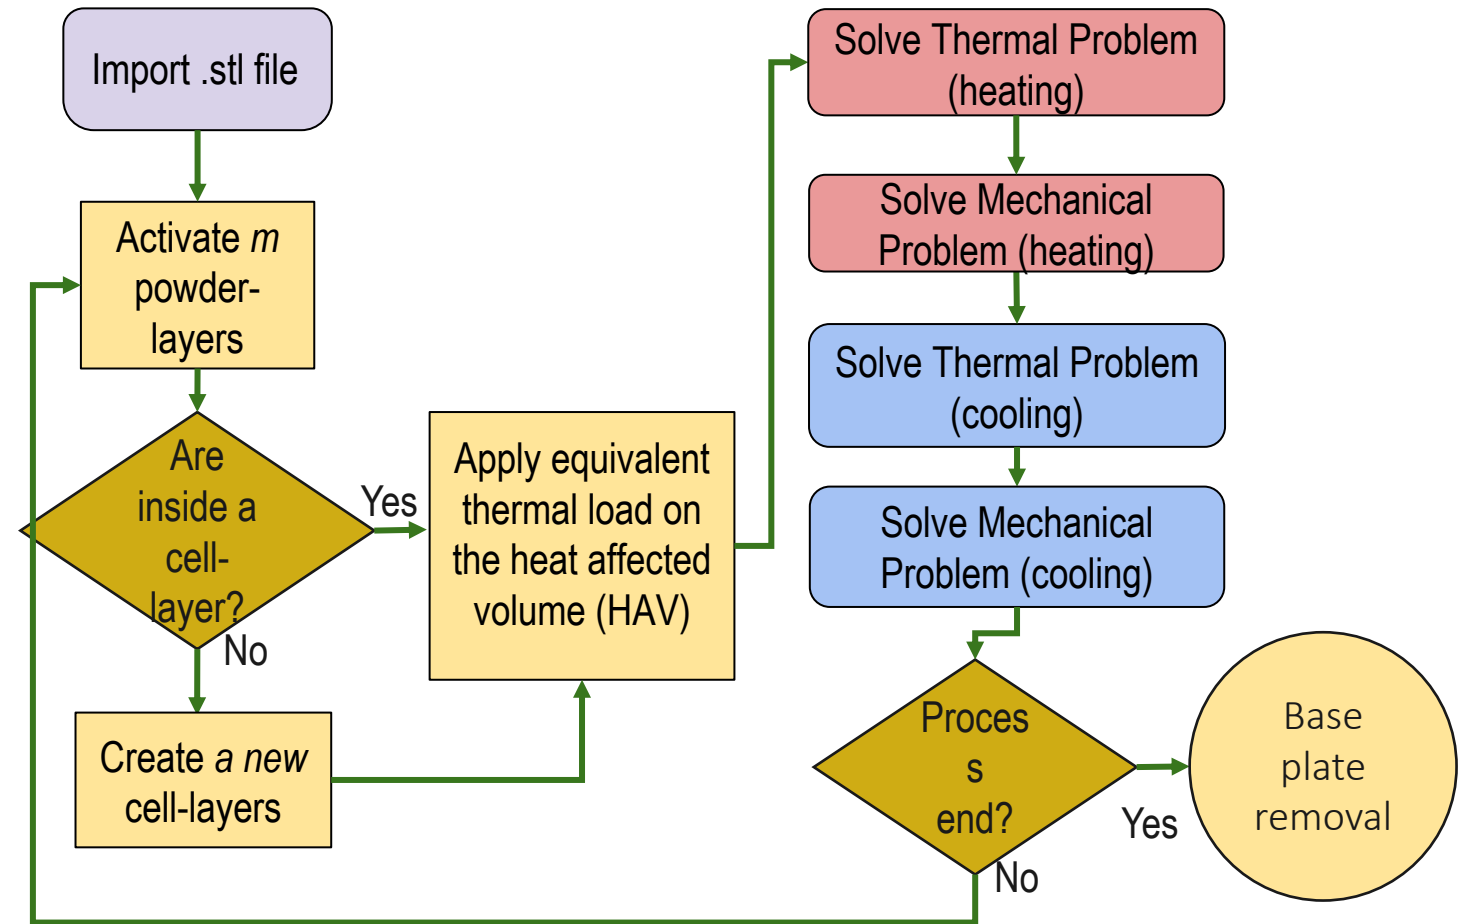 Import .stl file
Activate m
powder-
layers
Are
inside a
cell-
layer?
Yes
No
Create a new
cell-layers
Apply equivalent
thermal load on
the heat affected
volume (HAV)
Solve Thermal Problem
(heating)
Solve Mechanical
Problem (heating)
Solve Thermal Problem
(cooling)
Solve Mechanical
Problem (cooling)
Proces
s
end?
Yes
No
Base
plate
removal